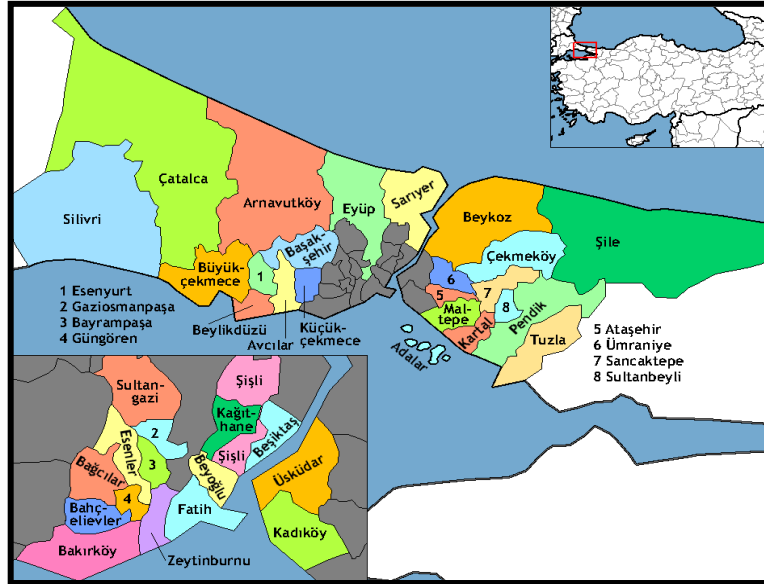 Çatalca
Silivri
Arnavutköy
Eyüp
Sarıyer
Büyük-
çekmece
1
Başak-
şehir
Beylikdüzü
Avcılar
Küçük-
çekmece
Beykoz
Şile
Çekmeköy
6
5
7
8
Mal-
tepe
Kartal
Pendik
Tuzla
Adalar
1 Esenyurt
2 Gaziosmanpaşa
3 Bayrampaşa
4 Güngören
5 Ataşehir
6 Ümraniye
7 Sancaktepe
8 Sultanbeyli
Sultan-
gazi
Şişli
Kağıt-
hane
Beşiktaş
Şişli
2
Esenler
3
Beyoğlu
Bağcılar
4
Bahç-
elievler
Fatih
Üsküdar
Kadıköy
Bakırköy
Zeytinburnu